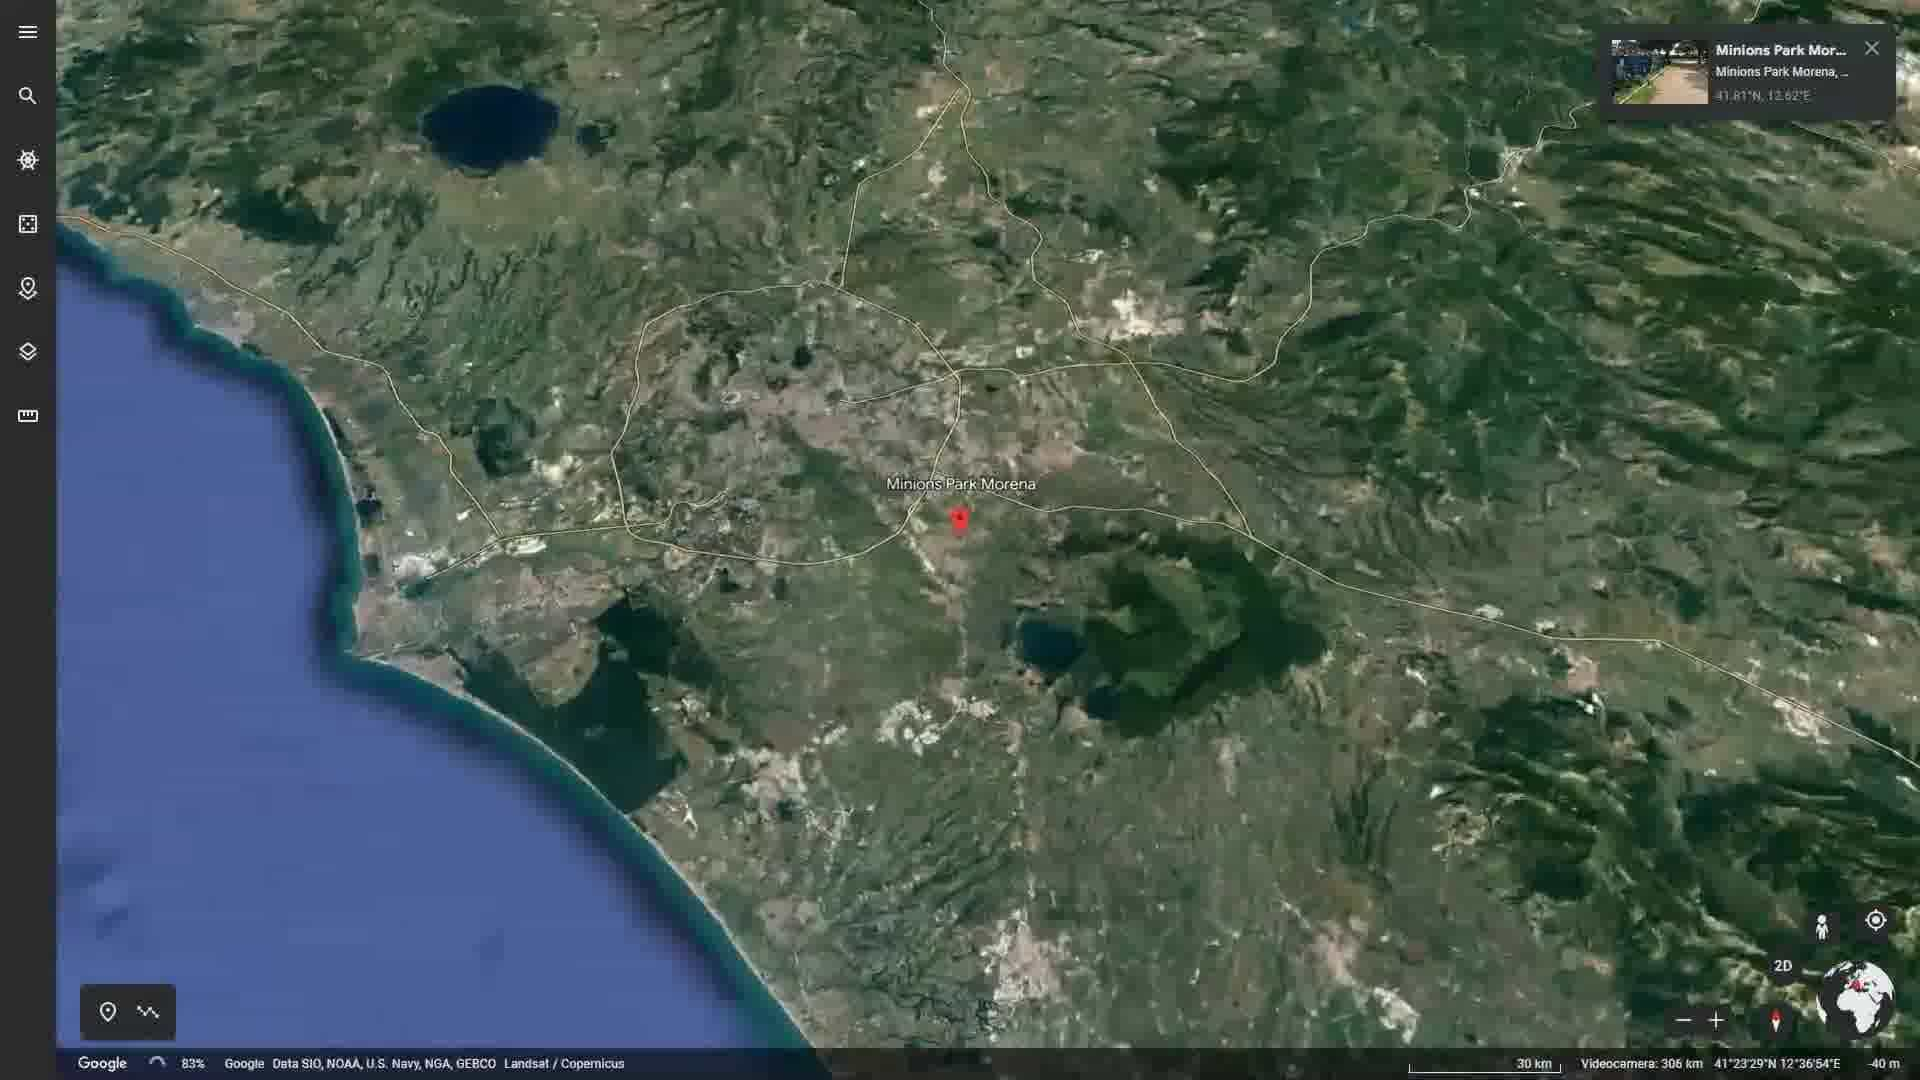 Minions Park Mor...
Minions Park Morena, ...
41.81°N, 12.62°E
Minions Park Morena
2D
Google 83% Google Data SIO, NOAA, U.S. Navy, NGA, GEBCO Landsat / Copernicus 30 km Videocamera: 306 km 41°23'29"N 12°36'54"E -40 m